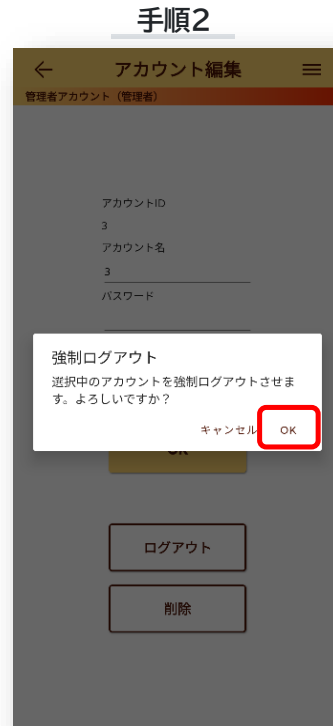 手順2
アカウント編集
管理者アカウント（管理者）
アカウントID
3
アカウント名
3
パスワード
強制ログアウト
選択中のアカウントを強制ログアウトさせま
す。よろしいですか？
キャンセル OK
OK
ログアウト
削除